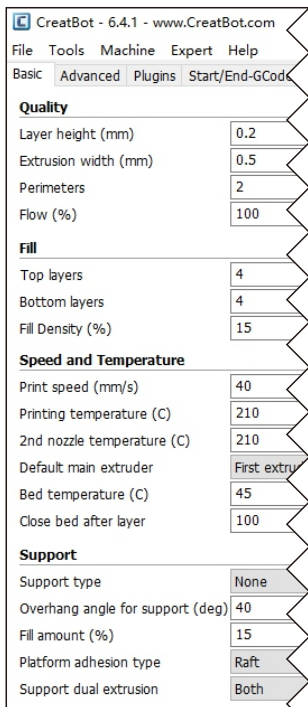 CreatBot - 6.4.1 - www.CreatBot.com
File Tools Machine Expert Help
Basic Advanced Plugins Start/End-GCode
Quality
Layer height (mm) 0.2
Extrusion width (mm) 0.5
Perimeters 2
Flow (%) 100
Fill
Top layers 4
Bottom layers 4
Fill Density (%) 15
Speed and Temperature
Print speed (mm/s) 40
Printing temperature (C) 210
2nd nozzle temperature (C) 210
Default main extruder First extru
Bed temperature (C) 45
Close bed after layer 100
Support
Support type None
Overhang angle for support (deg) 40
Fill amount (%) 15
Platform adhesion type Raft
Support dual extrusion Both